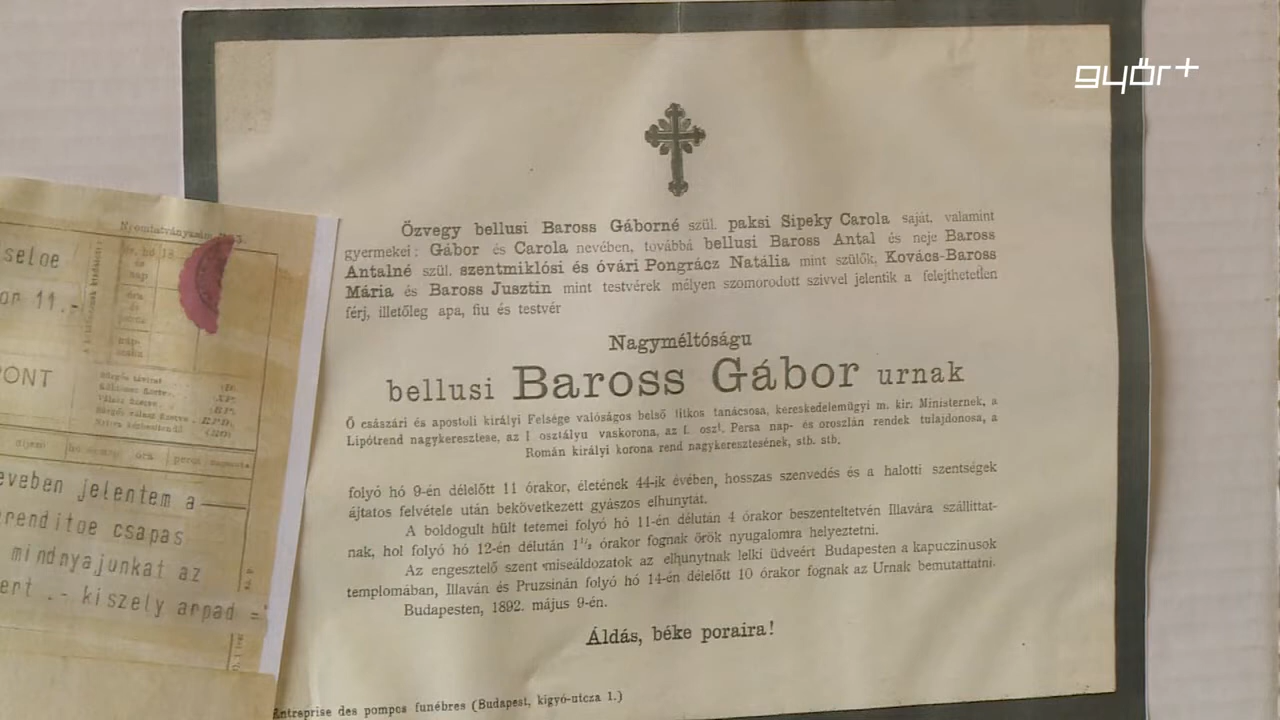 győr+
Özvegy bellusi Baross Gáborné szül. paksi Sipeky Carola saját, valamint
gyermekei: Gábor és Carola nevében, továbbá bellusi Baross Antal és neje Baross
Antalné szül. szentmiklósi és óvári Pongrácz Natália mint szülők, Kovács-Baross
Mária és Baross Jusztin mint testvérek mélyen szomorodott szivvel jelentik a felejthetetlen
férj, illetőleg apa, fiu és testvér
Nagyméltóságu
bellusi Baross Gábor urnak
Ő császári és apostoli királyi Felsége valóságos belső titkos tanácsosa, kereskedelemügyi m. kir. Ministernek, a
Lipótrend nagykeresztese, az I osztályu vaskorona, az I. oszt. Persa nap- és oroszlán rendek tulajdonosa, a
Román királyi korona rend nagykeresztesének, stb. stb.
folyó hó 9-én délelőtt 11 órakor, életének 44-ik évében, hosszas szenvedés és a halotti szentségek
ájtatos felvétele után bekövetkezett gyászos elhunytát.
A boldogult hült tetemei folyó hó 11-én délután 4 órakor beszenteltetvén Illavára szállittat-
nak, hol folyó hó 12-én délután 1½ órakor fognak örök nyugalomra helyeztetni.
Az engesztelő szent miseáldozatok az elhunytnak lelki üdveért Budapesten a kapuczinusok
templomában, Illaván és Pruzsinán folyó hó 14-én délelőtt 10 órakor fognak az Urnak bemutattatni.
Budapesten, 1892. május 9-én.
Áldás, béke poraira!
Entreprise des pompes funébres (Budapest, kigyó-utcza 1.)
seloe
or 11.-
PONT
eveben jelentem a
renditoe csapas
mindnyajunkat az
ert .- kiszely arpad =